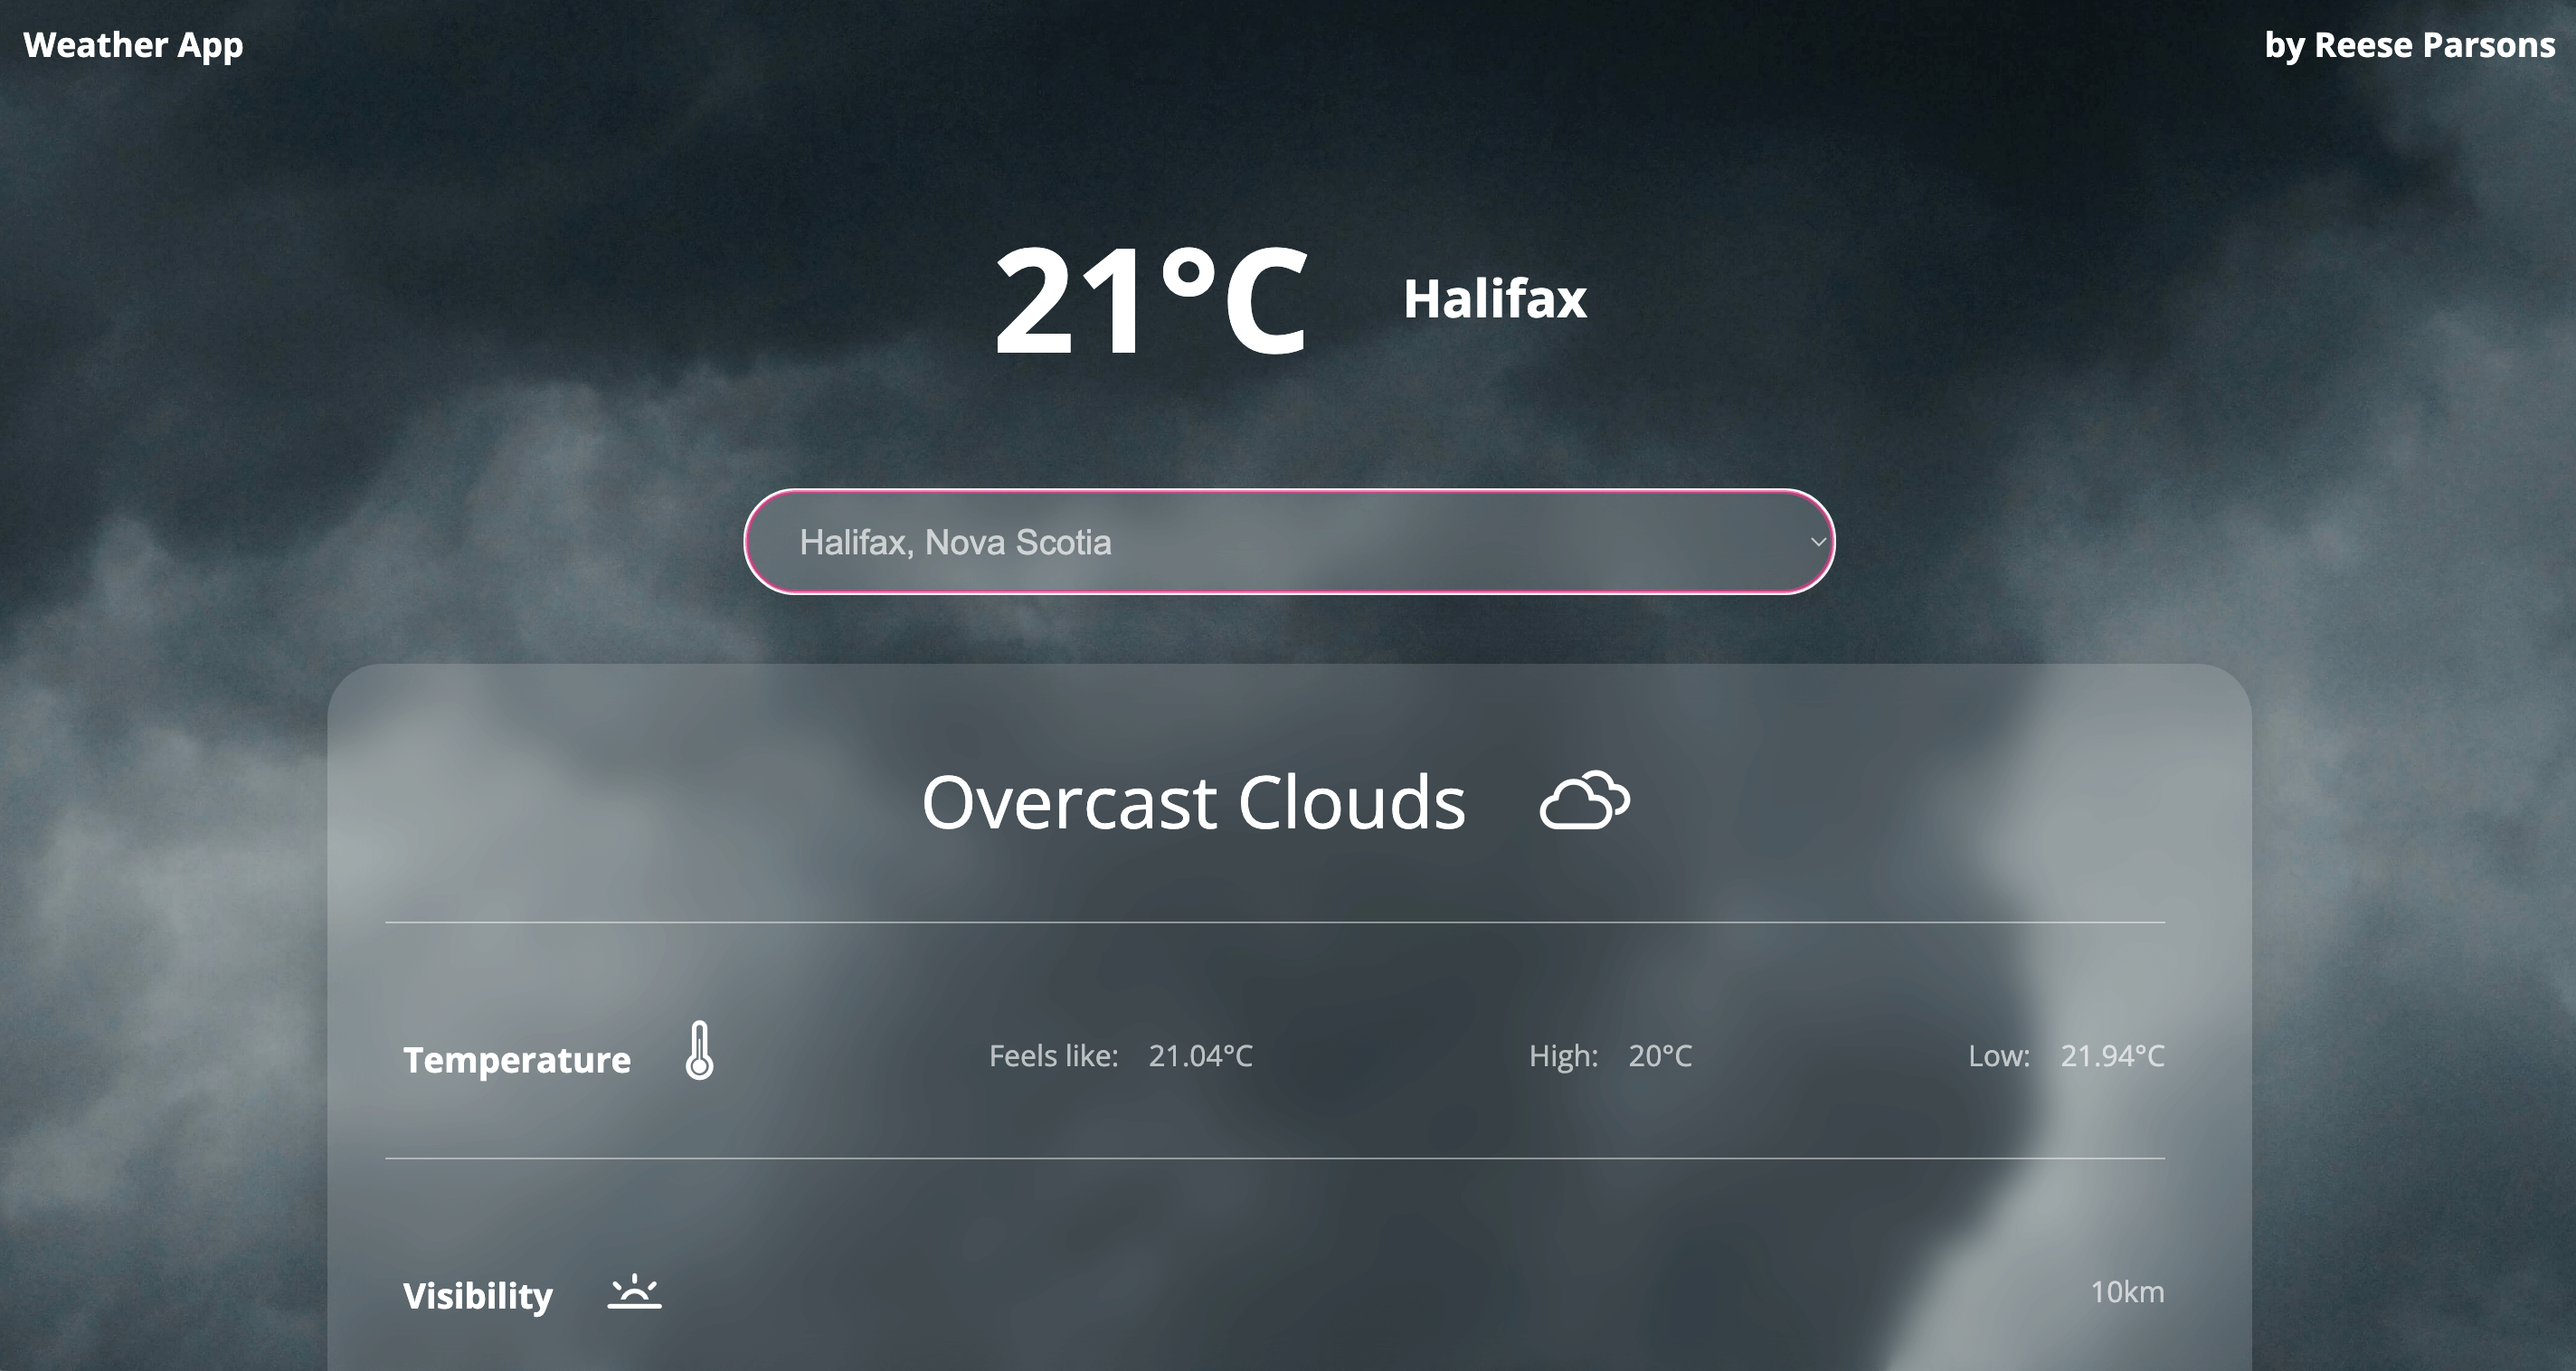 Weather App by Reese Parsons
21°C Halifax
Halifax, Nova Scotia
Overcast Clouds
Temperature Feels like: 21.04°C High: 20°C Low: 21.94°C
Visibility 10km